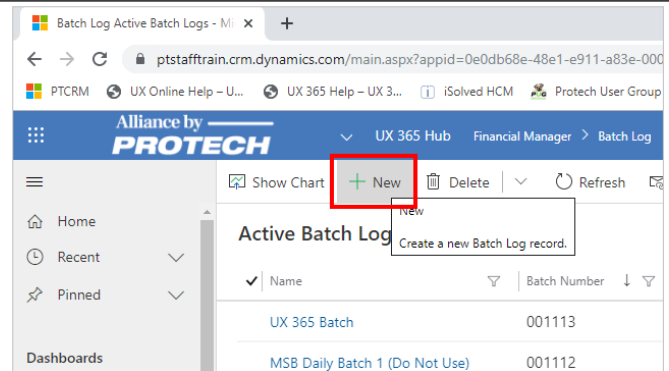 Batch Log Active Batch Logs - Mi
ptstafftrain.crm.dynamics.com/main.aspx?appid=0e0db68e-48e1-e911-a83e-000
PTCRM UX Online Help – U... UX 365 Help – UX 3... iSolved HCM Protech User Group
Alliance by
PROTECH
UX 365 Hub Financial Manager > Batch Log
Show Chart New Delete Refresh
New
Create a new Batch Log record.
Home
Active Batch Log
Recent
Name Batch Number
Pinned
UX 365 Batch 001113
Dashboards
MSB Daily Batch 1 (Do Not Use) 001112